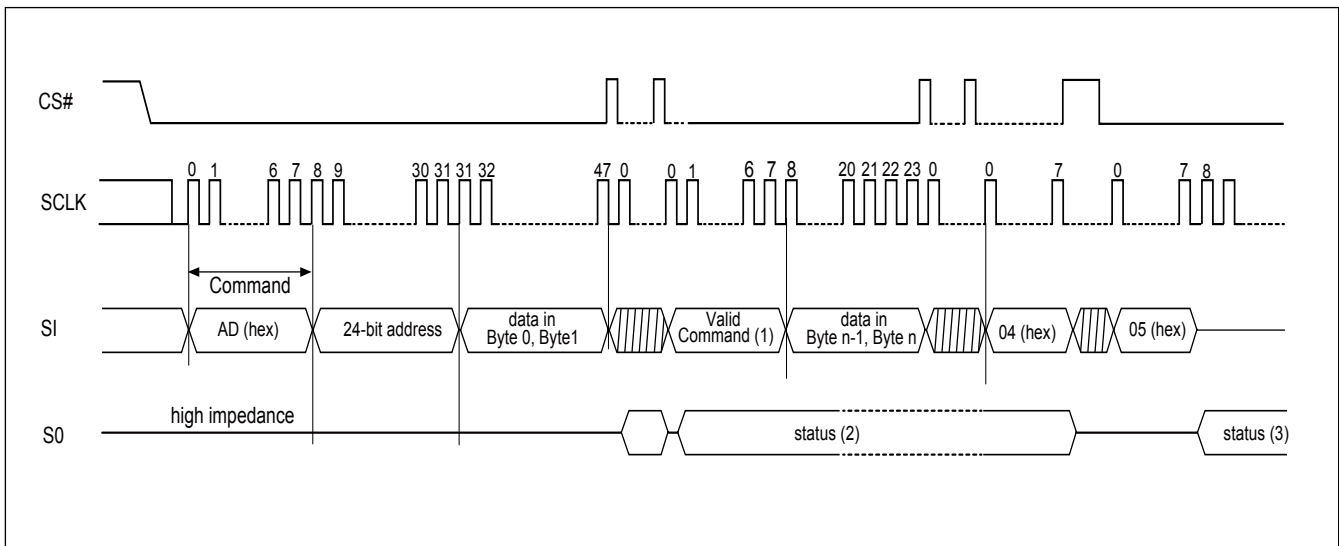 CS#
SCLK
0 1 6 7 8 9 30 31 31 32 47 0 0 1 6 7 8 20 21 22 23 0 0 7 0 7 8
Command
SI
AD (hex)
24-bit address
data in
Byte 0, Byte1
Valid
Command (1)
data in
Byte n-1, Byte n
04 (hex)
05 (hex)
high impedance
S0
status (2)
status (3)